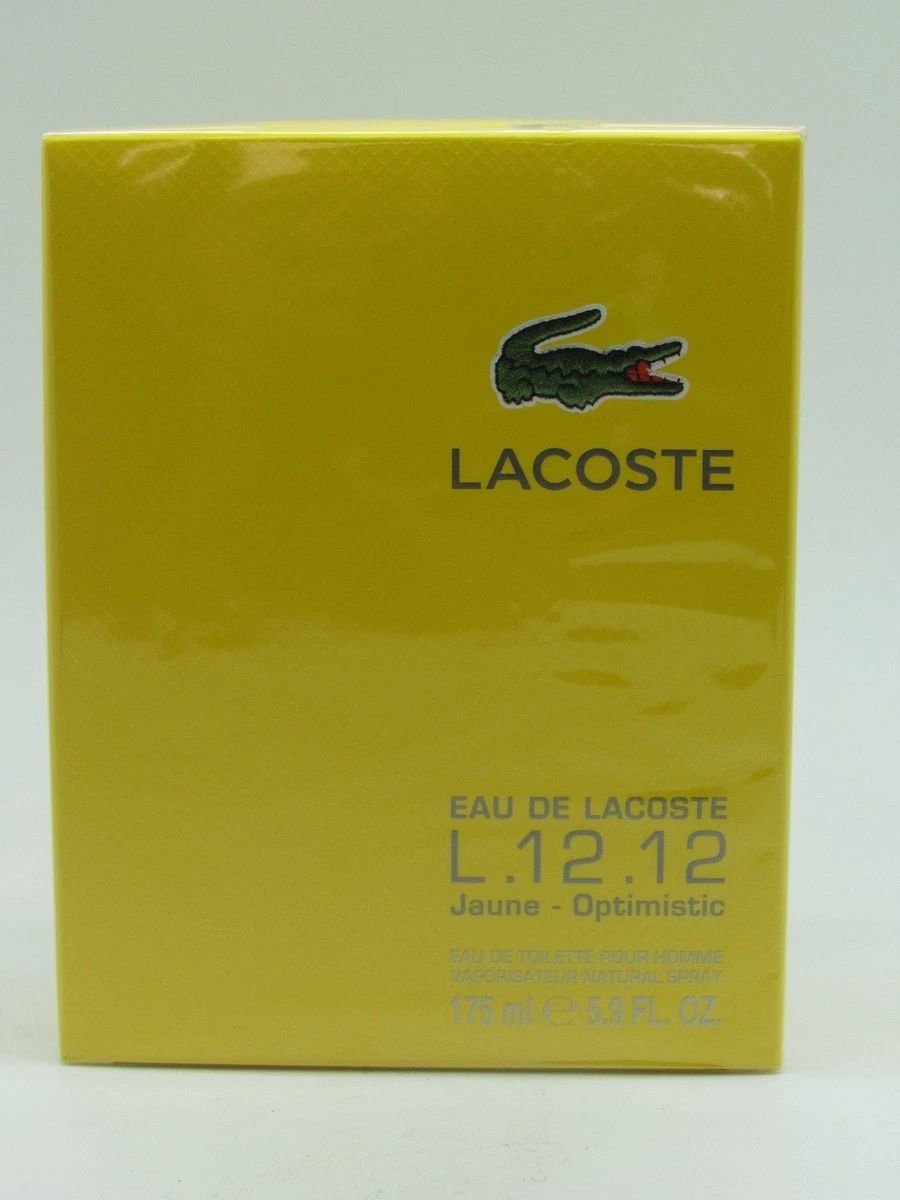 LACOSTE
EAU DE LACOSTE
L.12.12
Jaune - Optimistic
EAU DE TOILETTE POUR HOMME
VAPORISATEUR NATURAL SPRAY
175 ml ℮ 5.9 FL. OZ.